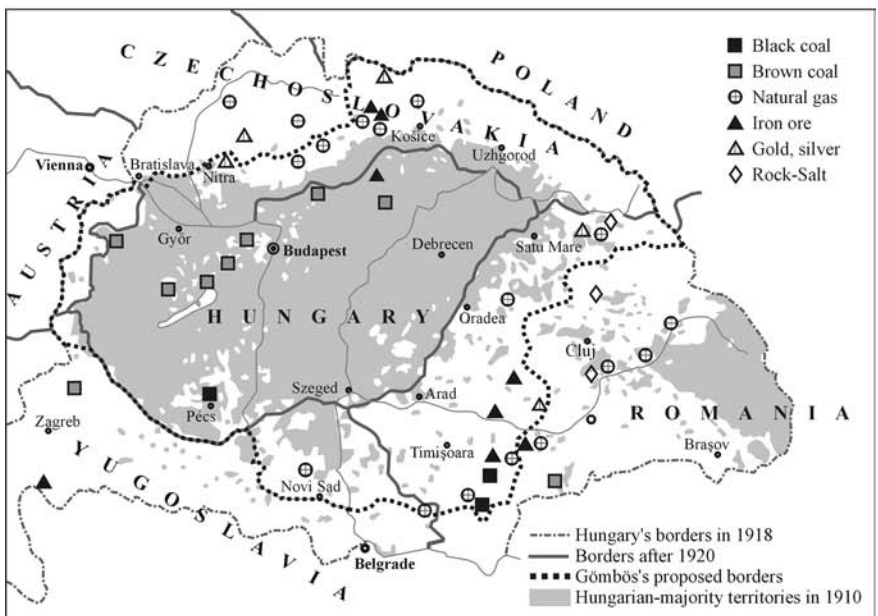 CZECHOSLOVAKIA
POLAND
Black coal
Brown coal
Natural gas
Iron ore
Gold, silver
Rock-Salt
Košice
Uzhgorod
Vienna
Bratislava
Nitra
AUSTRIA
Győr
Budapest
Debrecen
Satu Mare
HUNGARY
Oradea
Cluj
Szeged
Arad
Pécs
Zagreb
ROMANIA
Timişoara
Braşov
YUGOŠLAVIA
Novi Sad
Belgrade
Hungary's borders in 1918
Borders after 1920
Gömbös's proposed borders
Hungarian-majority territories in 1910